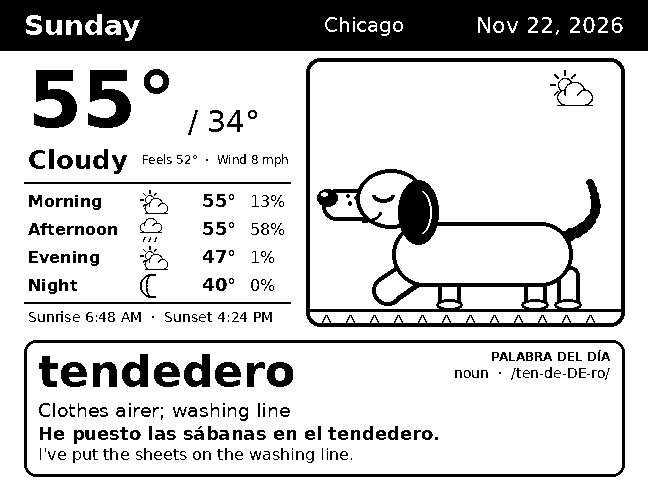 Sunday Chicago Nov 22, 2026
55° / 34°
Cloudy Feels 52° · Wind 8 mph
Morning 55° 13%
Afternoon 55° 58%
Evening 47° 1%
Night 40° 0%
Sunrise 6:48 AM · Sunset 4:24 PM
tendedero
PALABRA DEL DÍA
noun · /ten-de-DE-ro/
Clothes airer; washing line
He puesto las sábanas en el tendedero.
I've put the sheets on the washing line.